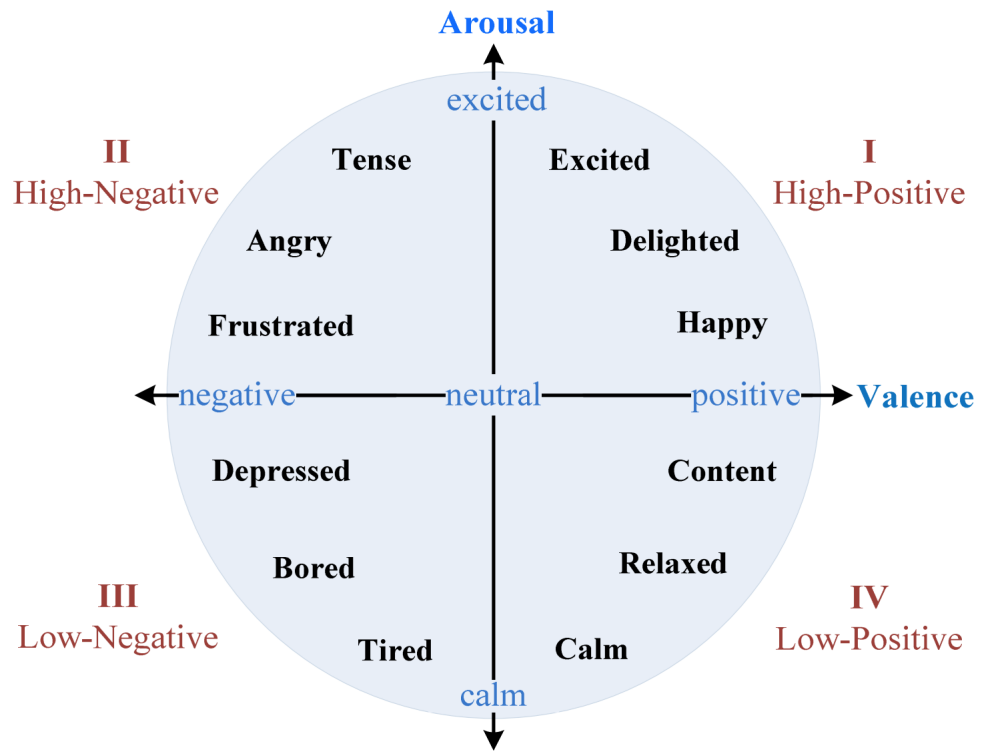 Arousal
excited
II
High-Negative
I
High-Positive
Tense
Excited
Angry
Delighted
Frustrated
Happy
negative
neutral
positive
Valence
Depressed
Content
Bored
Relaxed
III
Low-Negative
IV
Low-Positive
Tired
Calm
calm